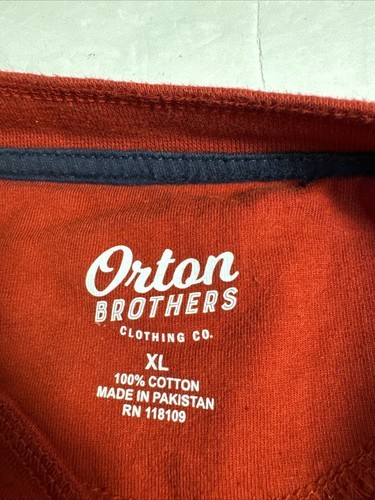 Orton
BROTHERS
CLOTHING CO.
XL
100% COTTON
MADE IN PAKISTAN
RN 118109